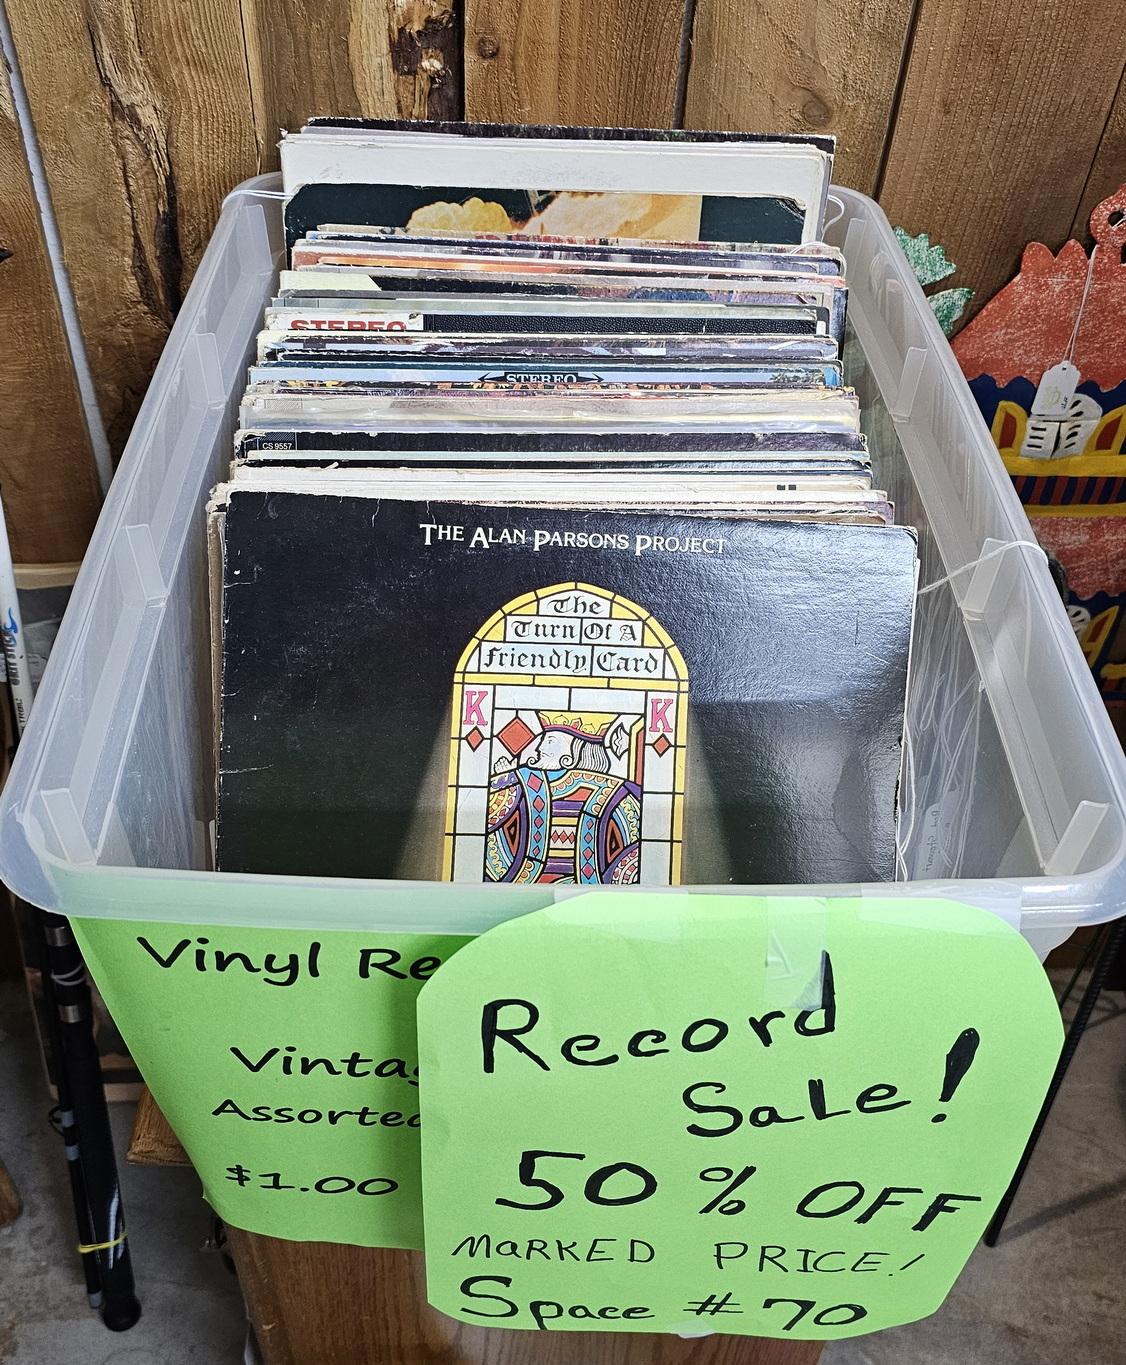 STEREO
STEREO
CS 9557
THE ALAN PARSONS PROJECT
The
Turn Of A
Friendly Card
K K
Vinyl Re
Vintag
Assorted
$1.00
Record
Sale!
50% OFF
MARKED PRICE!
Space #70